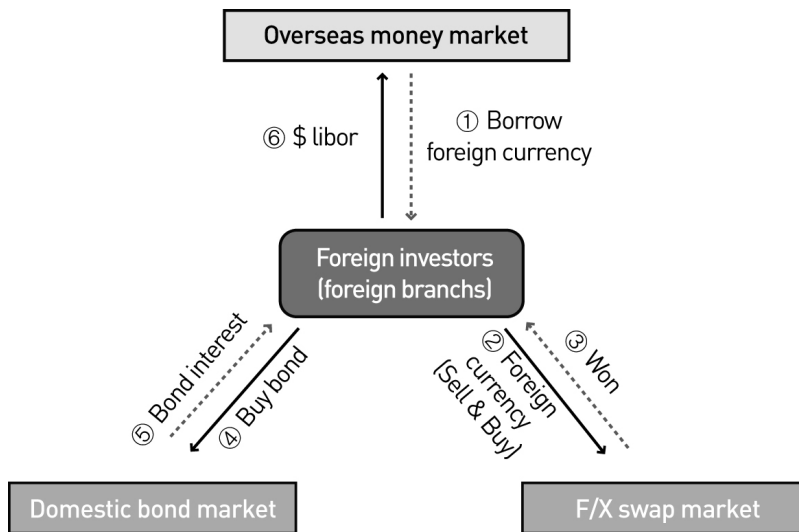 Overseas money market
⑥ $ libor
① Borrow
foreign currency
Foreign investors
(foreign branchs)
⑤ Bond interest
④ Buy bond
② Foreign
currency
(Sell & Buy)
③ Won
Domestic bond market
F/X swap market